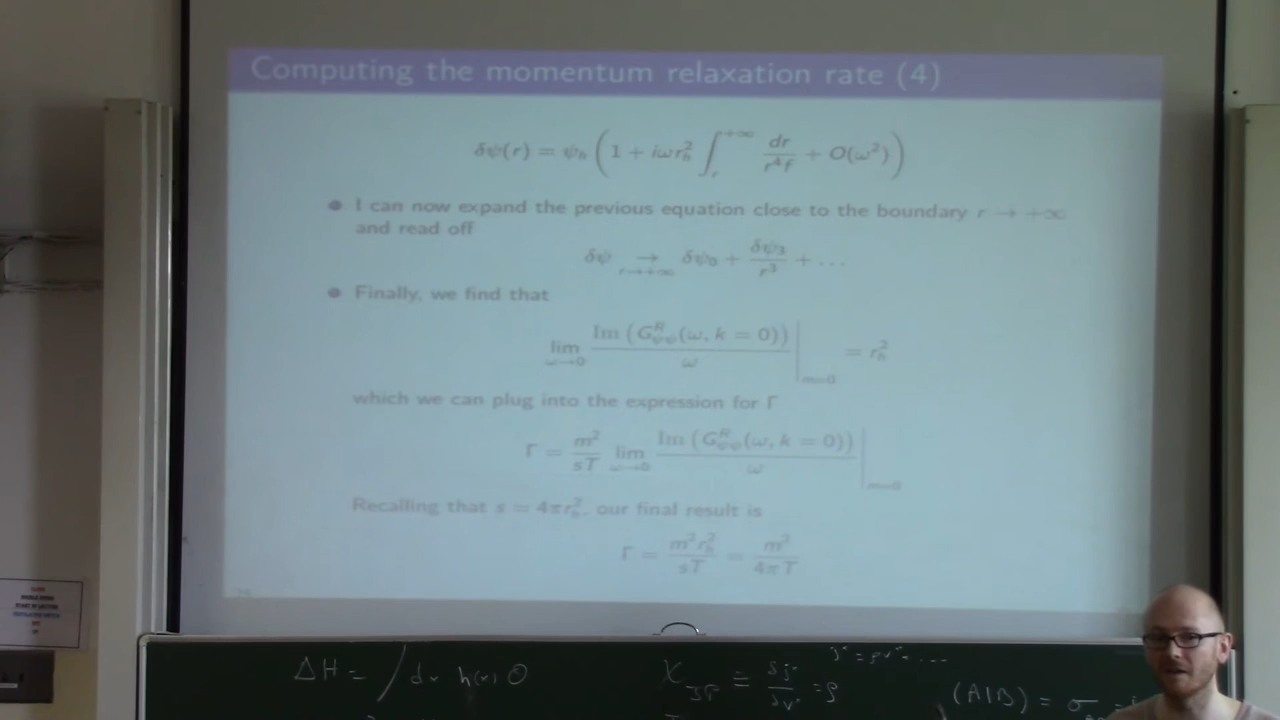 Computing the momentum relaxation rate (4)
δψ(r) = ψ_h ( 1 + iωr_h^2 ∫_r^{+∞} dr / r^4 f + O(ω^2) )
• I can now expand the previous equation close to the boundary r → +∞
and read off
δψ →_{r→+∞} δψ_0 + δψ_3 / r^3 + ...
• Finally, we find that
lim_{ω→0} Im (G^R_{ψψ}(ω, k = 0)) / ω |_{m=0} = r_h^2
which we can plug into the expression for Γ
Γ = m^2 / sT lim_{ω→0} Im (G^R_{ψψ}(ω, k = 0)) / ω |_{m=0}
Recalling that s = 4πr_h^2, our final result is
Γ = m^2 r_h^2 / sT = m^2 / 4πT
ΔH =
= ρ
(A|B) = σ